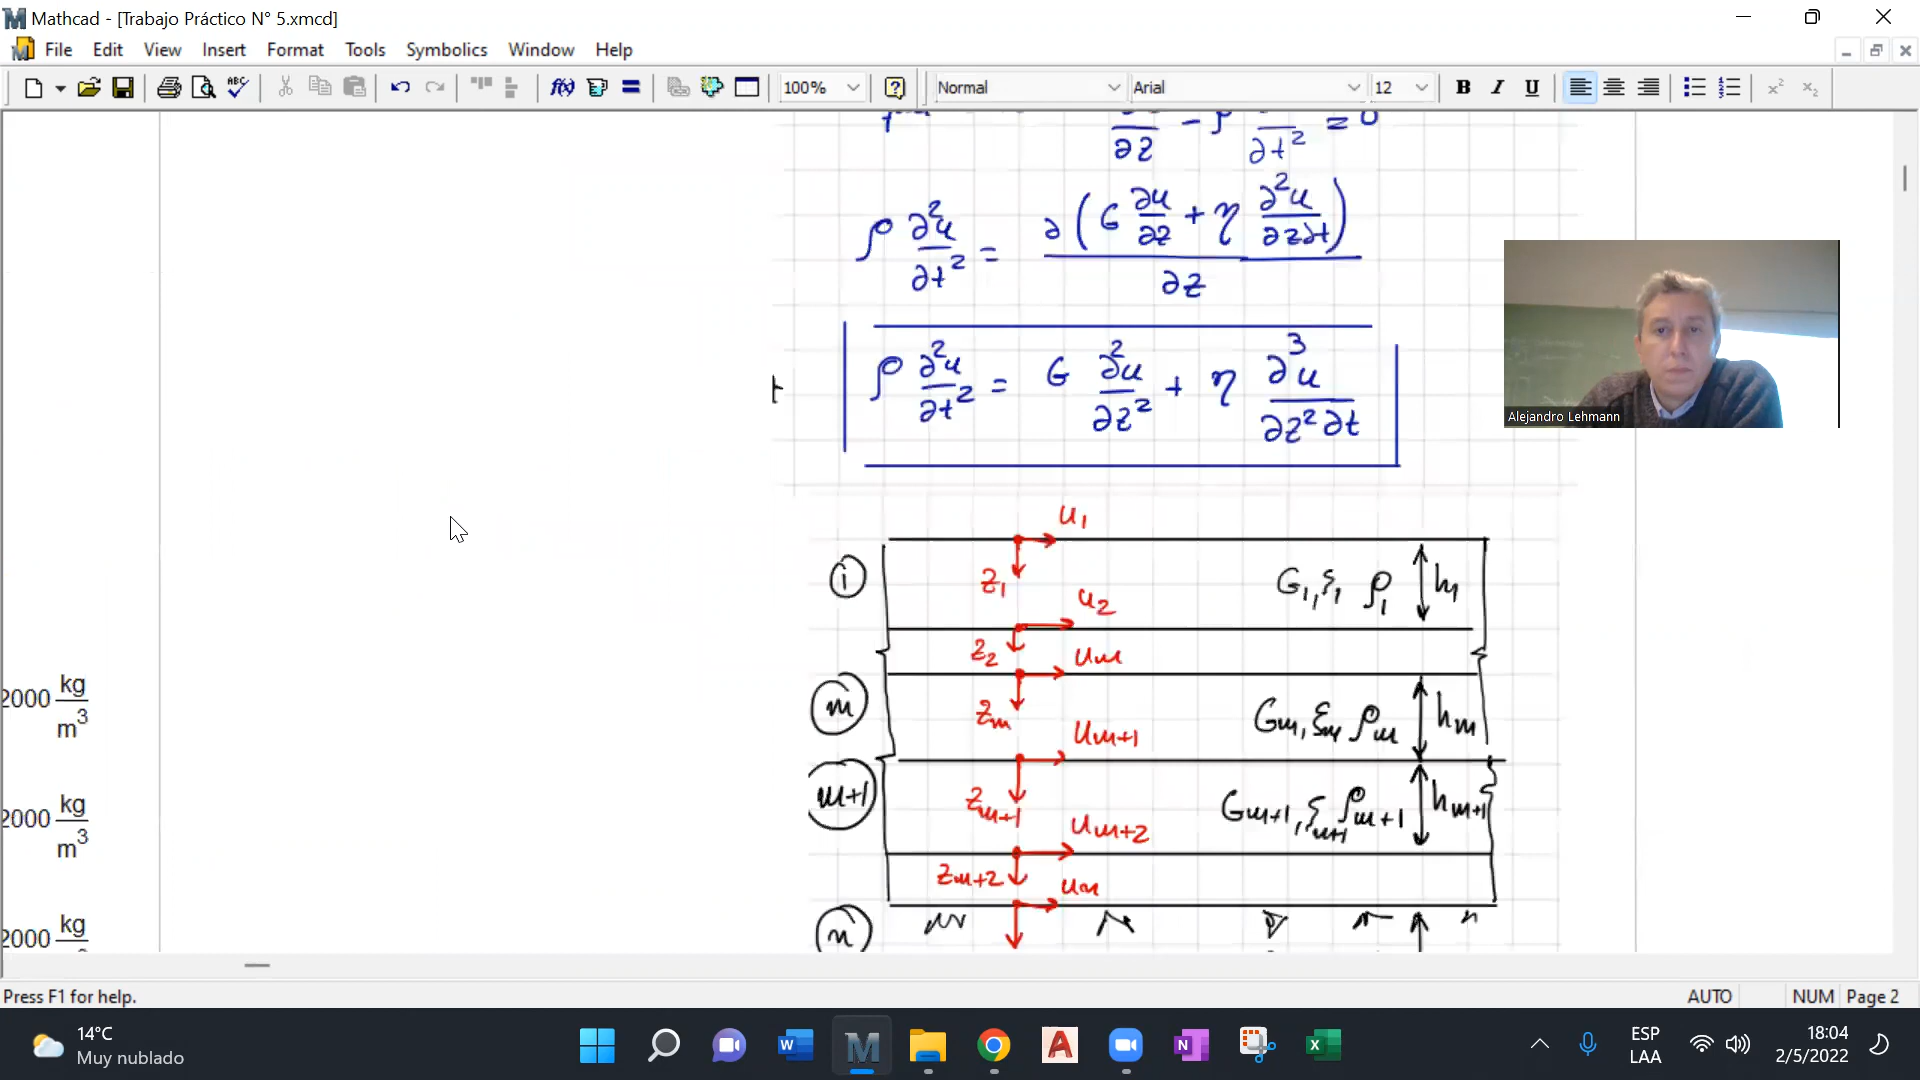 Mathcad - [Trabajo Práctico N° 5.xmcd]
File Edit View Insert Format Tools Symbolics Window Help
100% Normal Arial 12 B I U
∂z ∂t² = 0
ρ ∂²u/∂t² = ∂(G ∂u/∂z + η ∂²u/∂z∂t)/∂z
ρ ∂²u/∂t² = G ∂²u/∂z² + η ∂³u/∂z²∂t
Alejandro Lehmann
u₁
① z₁ G₁, ξ₁ ρ₁ h₁
u₂
z₂ uₘ
ⓜ zₘ Gₘ, ξₘ ρₘ hₘ
uₘ₊₁
m+1 zₘ₊₁ Gₘ₊₁, ξₘ₊₁ ρₘ₊₁ hₘ₊₁
uₘ₊₂
zₘ₊₂ uₙ
ⓝ
2000 kg/m³
2000 kg/m³
2000 kg
Press F1 for help. AUTO NUM Page 2
14°C
Muy nublado
ESP
LAA
18:04
2/5/2022